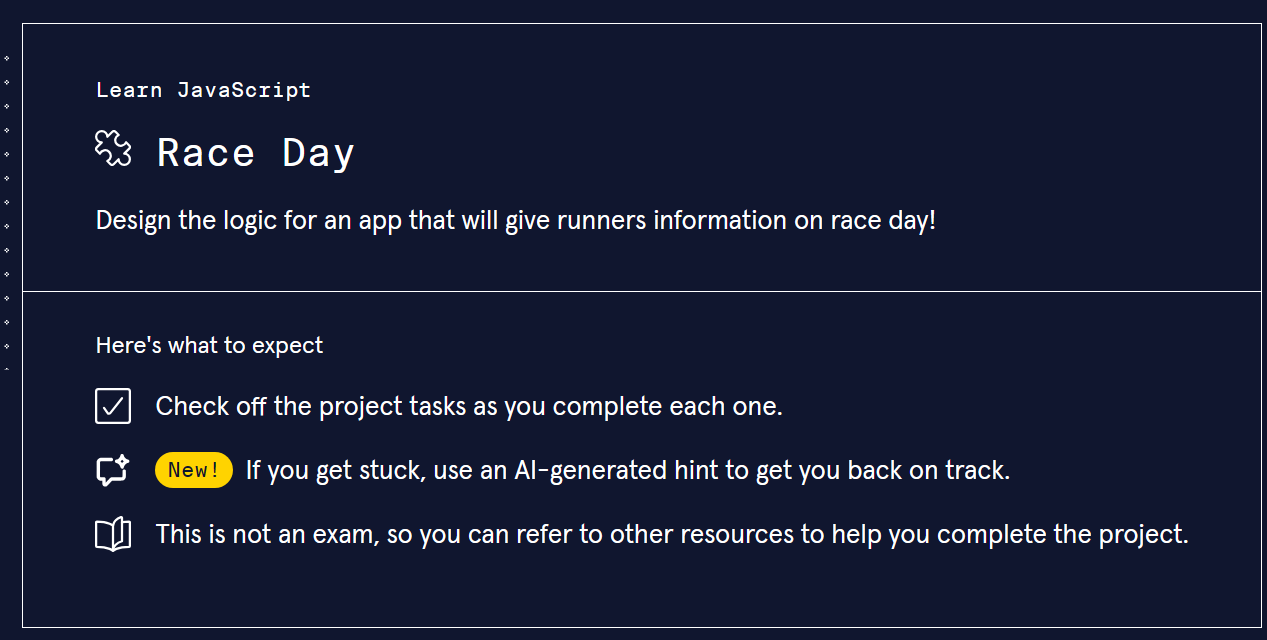 Learn JavaScript
Race Day
Design the logic for an app that will give runners information on race day!
Here's what to expect
Check off the project tasks as you complete each one.
New! If you get stuck, use an AI-generated hint to get you back on track.
This is not an exam, so you can refer to other resources to help you complete the project.